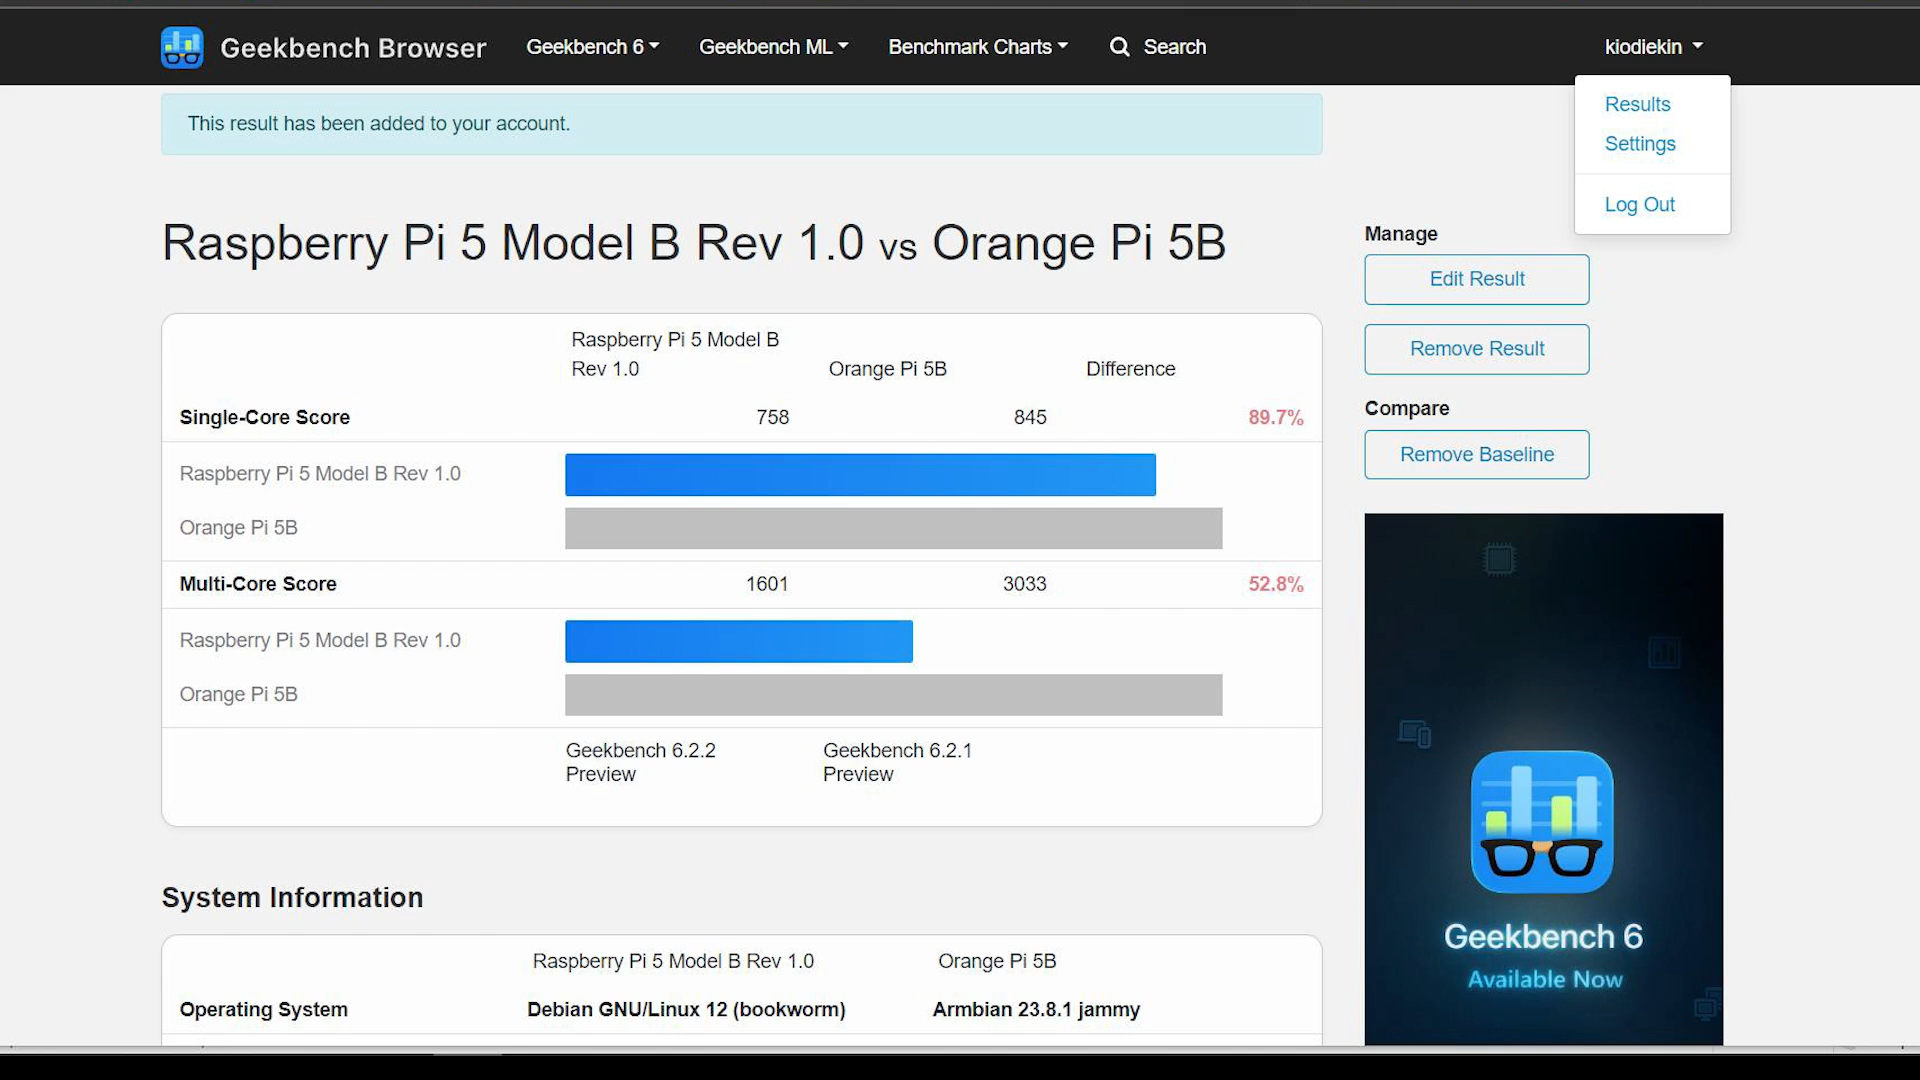 Geekbench Browser
Geekbench 6
Geekbench ML
Benchmark Charts
Search
kiodiekin
Results
Settings
Log Out
This result has been added to your account.
Raspberry Pi 5 Model B Rev 1.0 vs Orange Pi 5B
Manage
Edit Result
Remove Result
Compare
Remove Baseline
Raspberry Pi 5 Model B
Rev 1.0
Orange Pi 5B
Difference
Single-Core Score 758 845 89.7%
Raspberry Pi 5 Model B Rev 1.0
Orange Pi 5B
Multi-Core Score 1601 3033 52.8%
Raspberry Pi 5 Model B Rev 1.0
Orange Pi 5B
Geekbench 6.2.2
Preview
Geekbench 6.2.1
Preview
System Information
Raspberry Pi 5 Model B Rev 1.0 Orange Pi 5B
Operating System Debian GNU/Linux 12 (bookworm) Armbian 23.8.1 jammy
Geekbench 6
Available Now